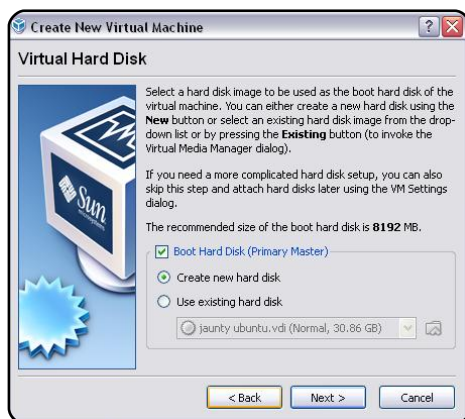 Create New Virtual Machine
Virtual Hard Disk
Select a hard disk image to be used as the boot hard disk of the
virtual machine. You can either create a new hard disk using the
New button or select an existing hard disk image from the drop-
down list or by pressing the Existing button (to invoke the
Virtual Media Manager dialog).
If you need a more complicated hard disk setup, you can also
skip this step and attach hard disks later using the VM Settings
dialog.
The recommended size of the boot hard disk is 8192 MB.
Boot Hard Disk (Primary Master)
Create new hard disk
Use existing hard disk
jaunty ubuntu.vdi (Normal, 30.86 GB)
Sun
microsystems
< Back
Next >
Cancel